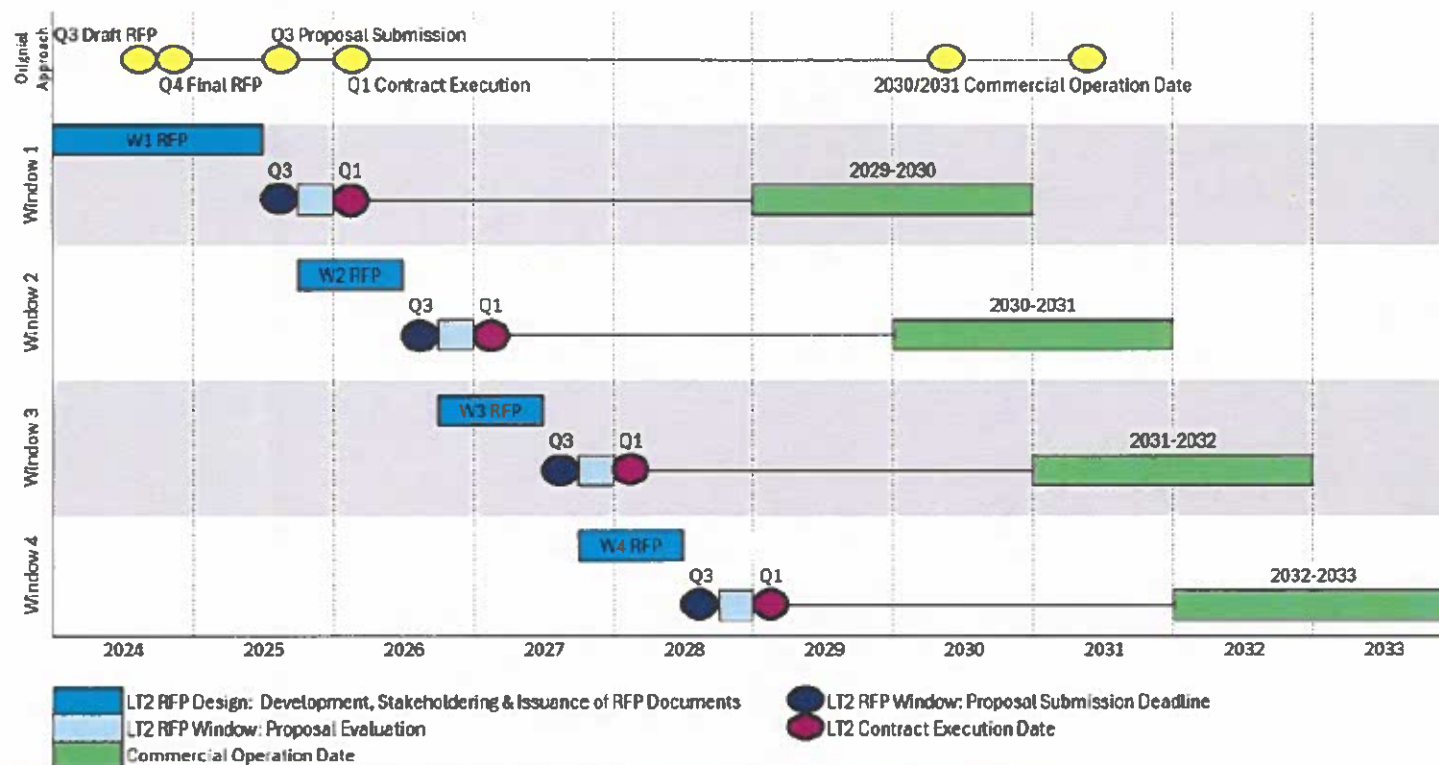 Q3 Draft RFP
Q3 Proposal Submission
Original
Approach
Q4 Final RFP
Q1 Contract Execution
2030/2031 Commercial Operation Date
Window 1
W1 RFP
Q3
Q1
2029-2030
Window 2
W2 RFP
Q3
Q1
2030-2031
Window 3
W3 RFP
Q3
Q1
2031-2032
Window 4
W4 RFP
Q3
Q1
2032-2033
2024 2025 2026 2027 2028 2029 2030 2031 2032 2033
LT2 RFP Design: Development, Stakeholdering & Issuance of RFP Documents
LT2 RFP Window: Proposal Submission Deadline
LT2 RFP Window: Proposal Evaluation
LT2 Contract Execution Date
Commercial Operation Date